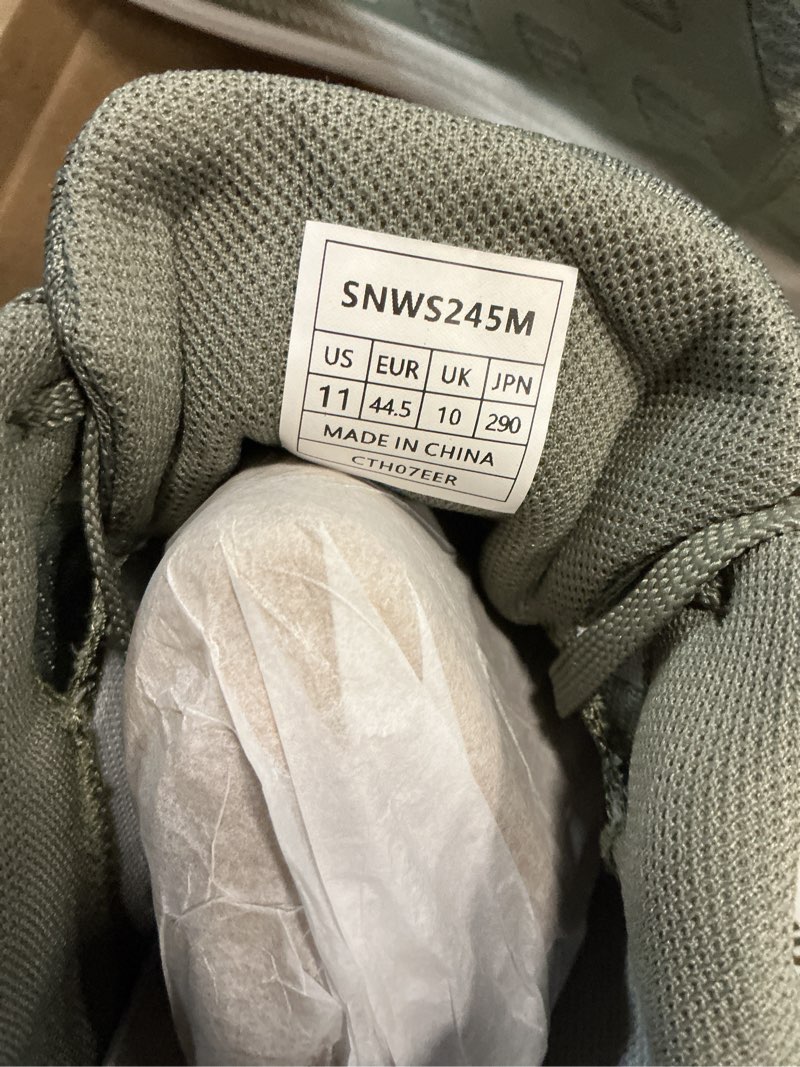 SNWS245M
US EUR UK JPN
11 44.5 10 290
MADE IN CHINA
CTH07EER